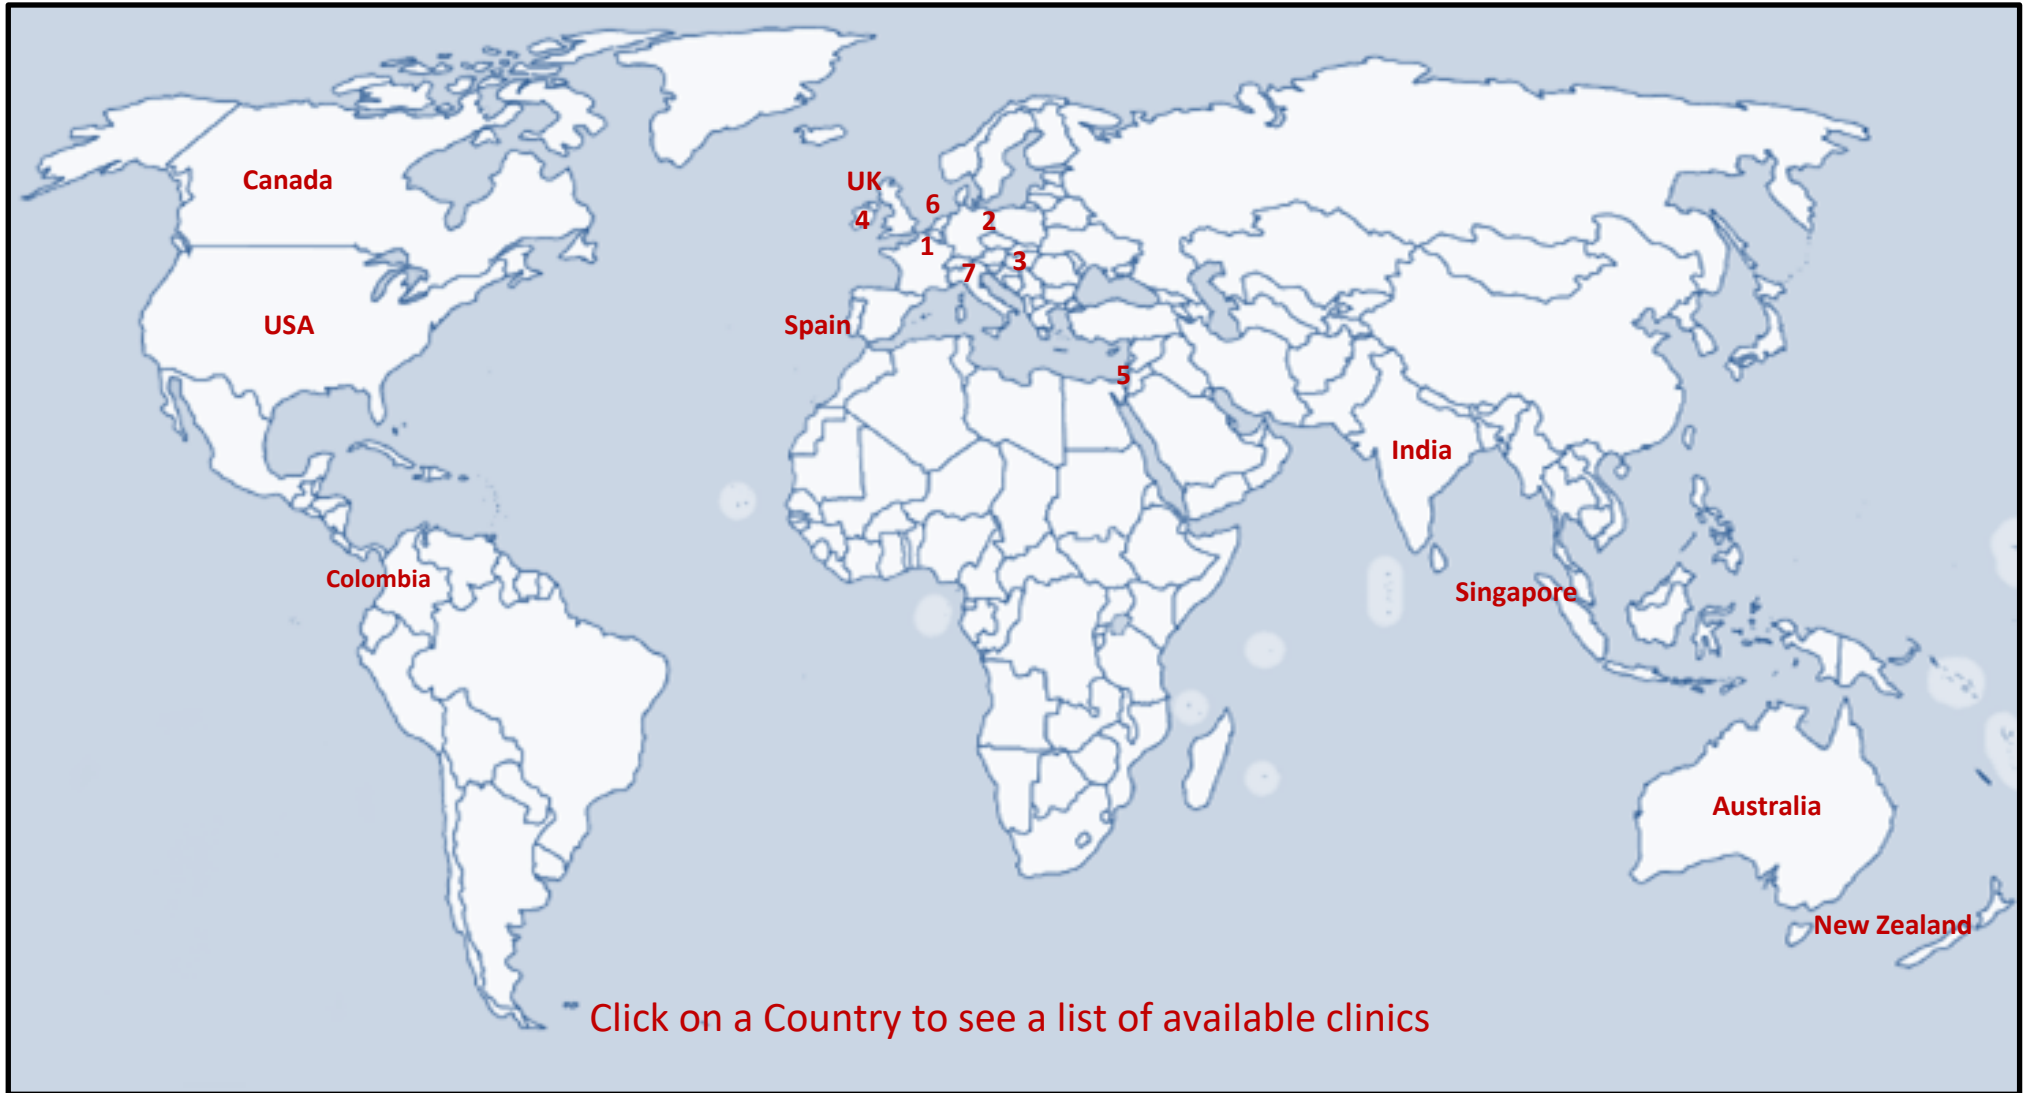 Canada
UK
6
4
2
1
3
7
USA
Spain
5
India
Colombia
Singapore
Australia
New Zealand
Click on a Country to see a list of available clinics